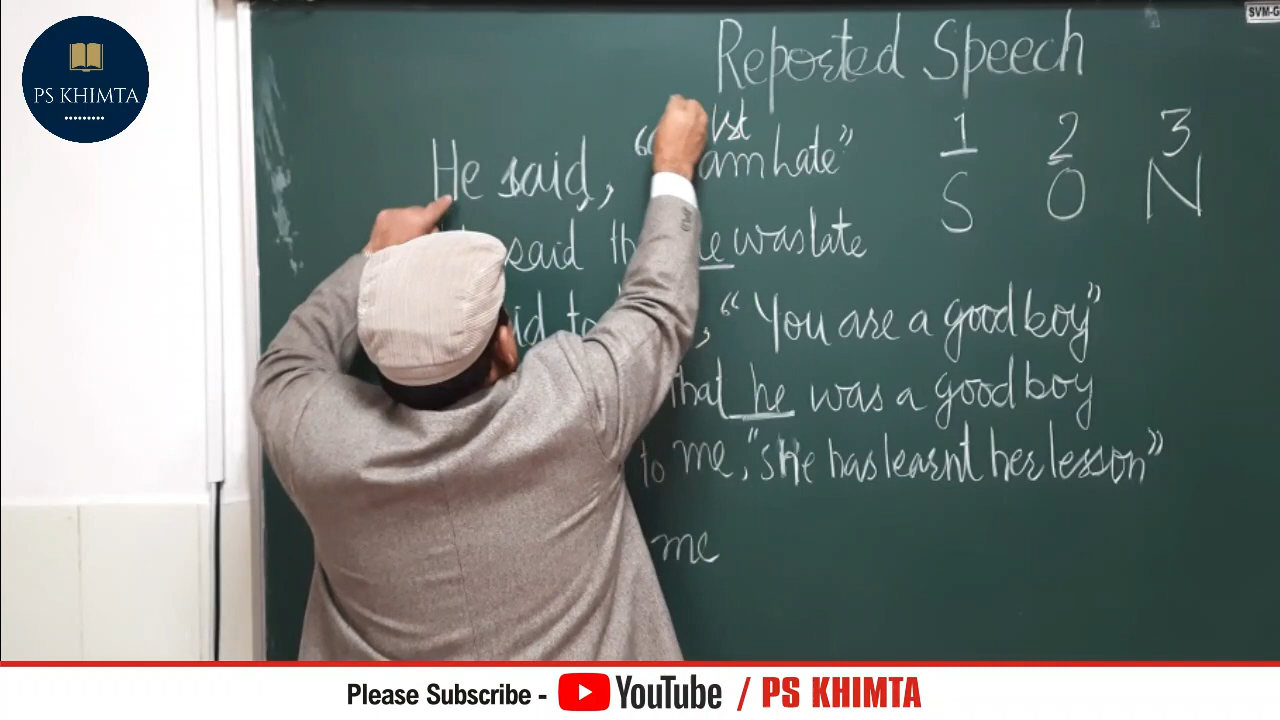 PS KHIMTA
SVM-G
Reported Speech
1 2 3
S O N
1st
He said, " am late"
said he was late
to , "You are a good boy"
that he was a good boy
to me, "she has learnt her lesson"
me
Please Subscribe - YouTube / PS KHIMTA